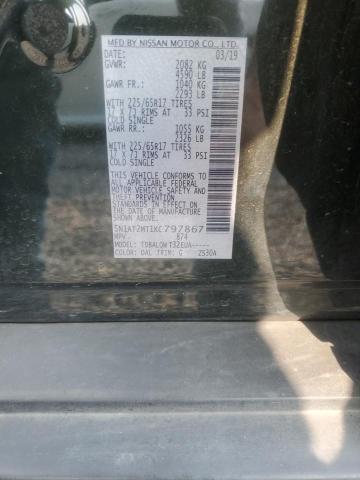 MFD BY NISSAN MOTOR CO., LTD.
DATE: 03/19
GVWR: 2082 KG
4590 LB
GAWR FR: 1040 KG
2293 LB
WITH 225/65R17 TIRES
17 X 7J RIMS AT 33 PSI
COLD SINGLE
GAWR RR: 1055 KG
2326 LB
WITH 225/65R17 TIRES
17 X 7J RIMS AT 33 PSI
COLD SINGLE
THIS VEHICLE CONFORMS TO ALL
APPLICABLE FEDERAL
MOTOR VEHICLE SAFETY AND
THEFT PREVENTION
STANDARDS IN EFFECT ON THE
DATE OF MANUFACTURE
SHOWN ABOVE.
5N1AT2MT1KC797867
MPV 874
MODEL: TDBALDWT32EUA-----
COLOR: DAL TRIM: G ZS30A